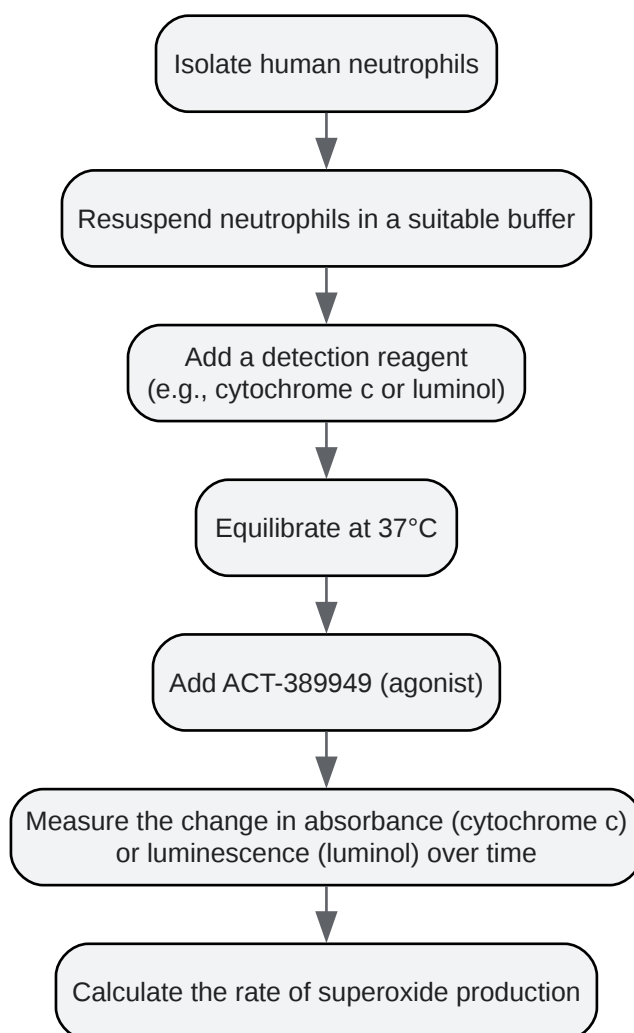 Isolate human neutrophils
Resuspend neutrophils in a suitable buffer
Add a detection reagent
(e.g., cytochrome c or luminol)
Equilibrate at 37°C
Add ACT-389949 (agonist)
Measure the change in absorbance (cytochrome c)
or luminescence (luminol) over time
Calculate the rate of superoxide production